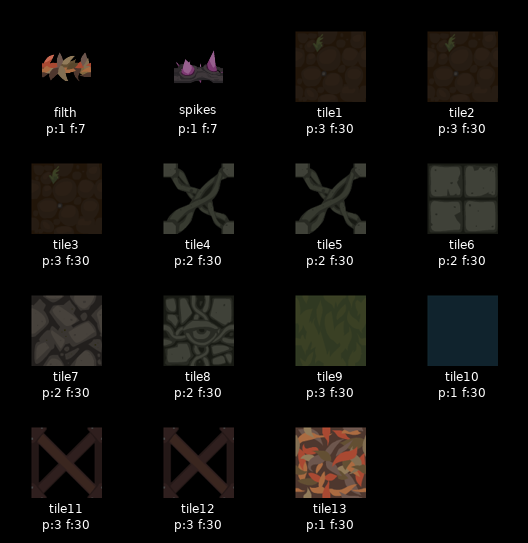 filth
p:1 f:7
spikes
p:1 f:7
tile1
p:3 f:30
tile2
p:3 f:30
tile3
p:3 f:30
tile4
p:2 f:30
tile5
p:2 f:30
tile6
p:2 f:30
tile7
p:2 f:30
tile8
p:2 f:30
tile9
p:3 f:30
tile10
p:1 f:30
tile11
p:3 f:30
tile12
p:3 f:30
tile13
p:1 f:30